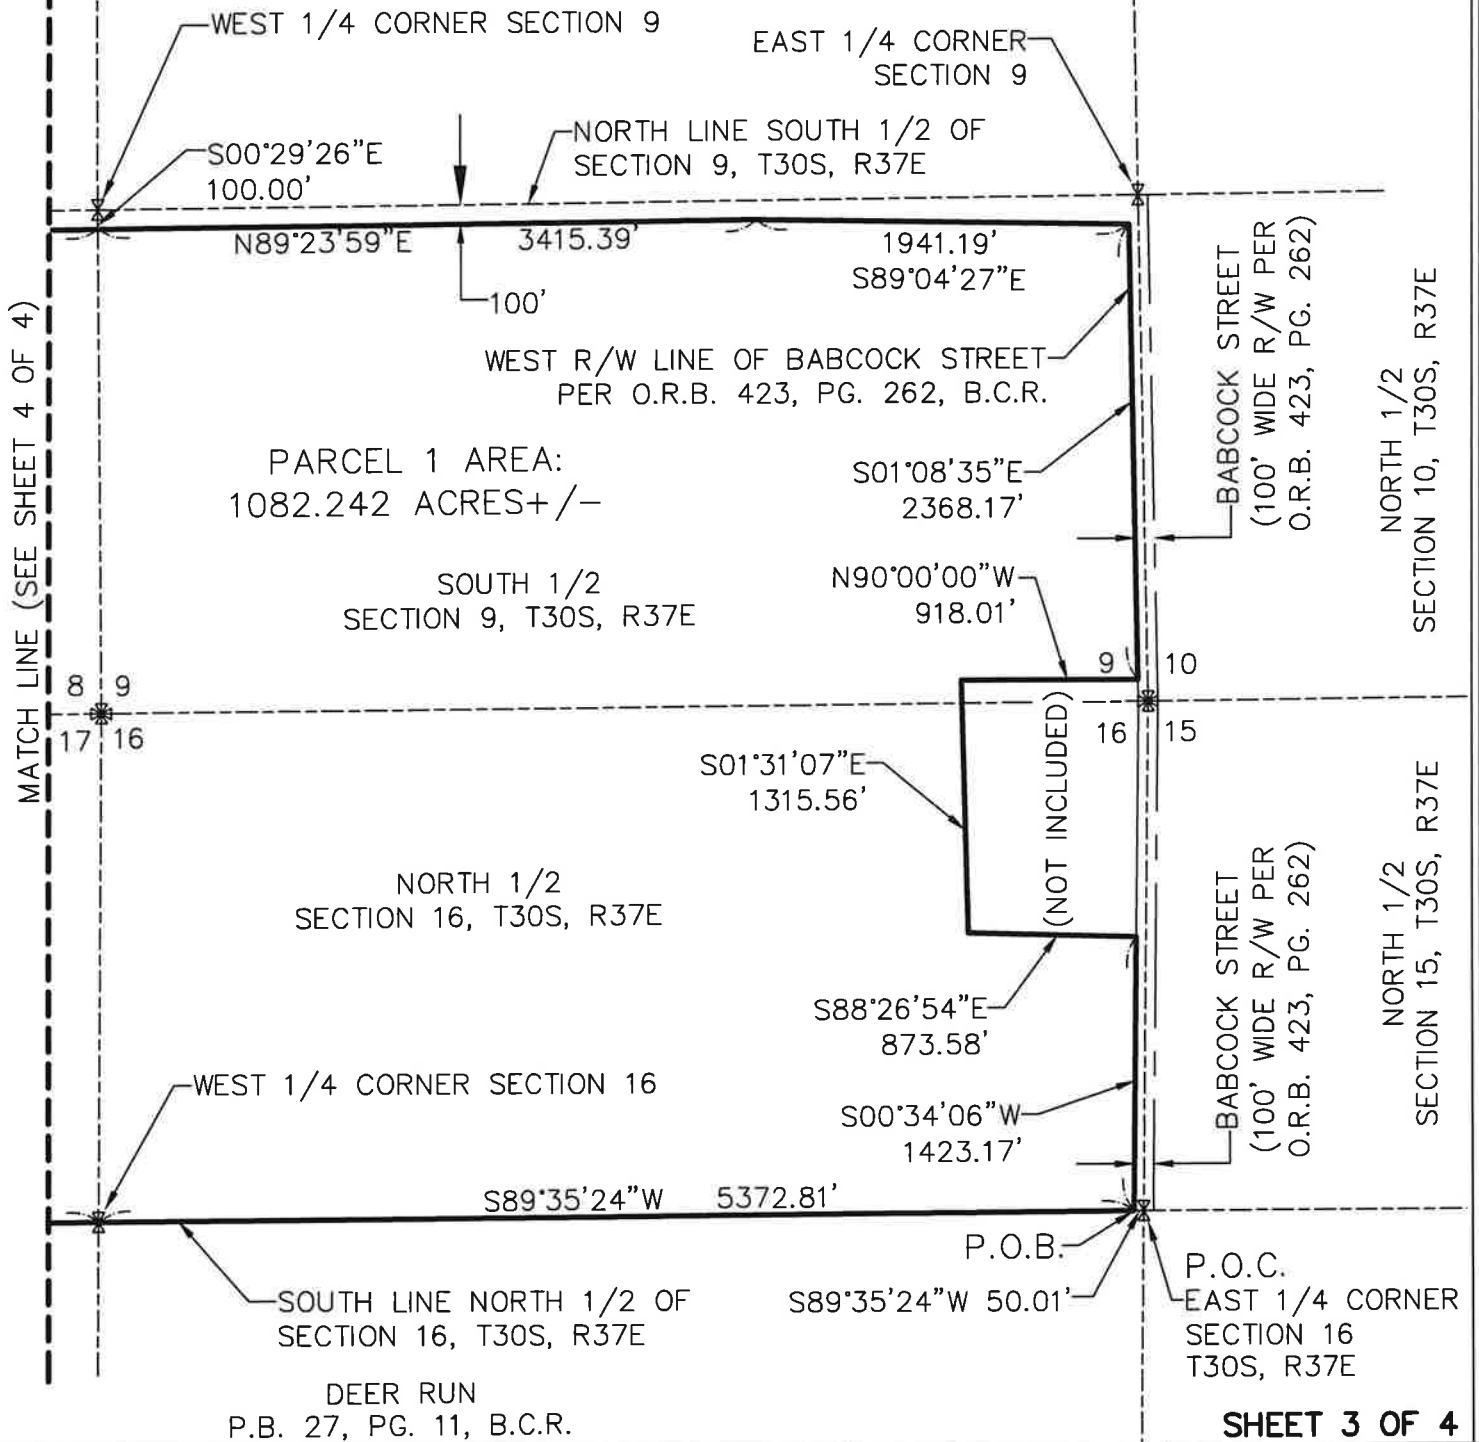 WEST 1/4 CORNER SECTION 9
EAST 1/4 CORNER
SECTION 9
NORTH LINE SOUTH 1/2 OF
SECTION 9, T30S, R37E
S00°29'26"E
100.00'
N89°23'59"E
3415.39'
1941.19'
S89°04'27"E
100'
WEST R/W LINE OF BABCOCK STREET
PER O.R.B. 423, PG. 262, B.C.R.
BABCOCK STREET
(100' WIDE R/W PER
O.R.B. 423, PG. 262)
NORTH 1/2
SECTION 10, T30S, R37E
MATCH LINE (SEE SHEET 4 OF 4)
PARCEL 1 AREA:
1082.242 ACRES+/-
S01°08'35"E
2368.17'
SOUTH 1/2
SECTION 9, T30S, R37E
N90°00'00"W
918.01'
9 10
8 9
17 16
16 15
(NOT INCLUDED)
S01°31'07"E
1315.56'
NORTH 1/2
SECTION 16, T30S, R37E
BABCOCK STREET
(100' WIDE R/W PER
O.R.B. 423, PG. 262)
NORTH 1/2
SECTION 15, T30S, R37E
S88°26'54"E
873.58'
WEST 1/4 CORNER SECTION 16
S00°34'06"W
1423.17'
S89°35'24"W 5372.81'
P.O.B.
S89°35'24"W 50.01'
P.O.C.
EAST 1/4 CORNER
SECTION 16
T30S, R37E
SOUTH LINE NORTH 1/2 OF
SECTION 16, T30S, R37E
DEER RUN
P.B. 27, PG. 11, B.C.R.
SHEET 3 OF 4